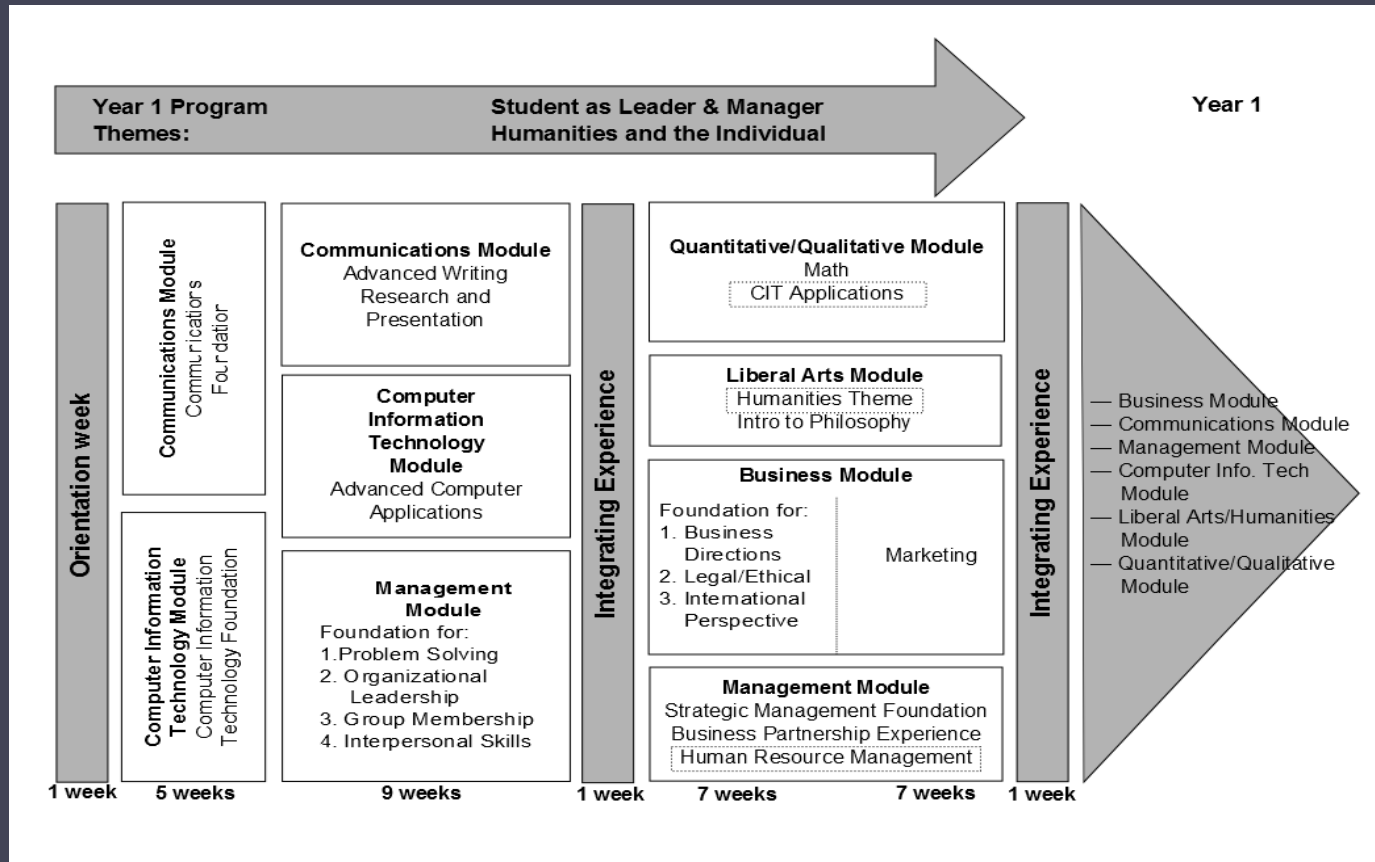 Year 1 Program
Themes:
Student as Leader & Manager
Humanities and the Individual
Year 1
Orientation week
Communications Module
Communications
Foundation
Computer Information
Technology Module
Computer Information
Technology Foundation
Communications Module
Advanced Writing
Research and
Presentation
Computer
Information
Technology
Module
Advanced Computer
Applications
Management
Module
Foundation for:
1.Problem Solving
2. Organizational
Leadership
3. Group Membership
4. Interpersonal Skills
Integrating Experience
Quantitative/Qualitative Module
Math
CIT Applications
Liberal Arts Module
Humanities Theme
Intro to Philosophy
Business Module
Foundation for:
1. Business
Directions
2. Legal/Ethical
3. International
Perspective
Marketing
Management Module
Strategic Management Foundation
Business Partnership Experience
Human Resource Management
Integrating Experience
— Business Module
— Communications Module
— Management Module
— Computer Info. Tech
Module
— Liberal Arts/Humanities
Module
— Quantitative/Qualitative
Module
1 week
5 weeks
9 weeks
1 week
7 weeks
7 weeks
1 week